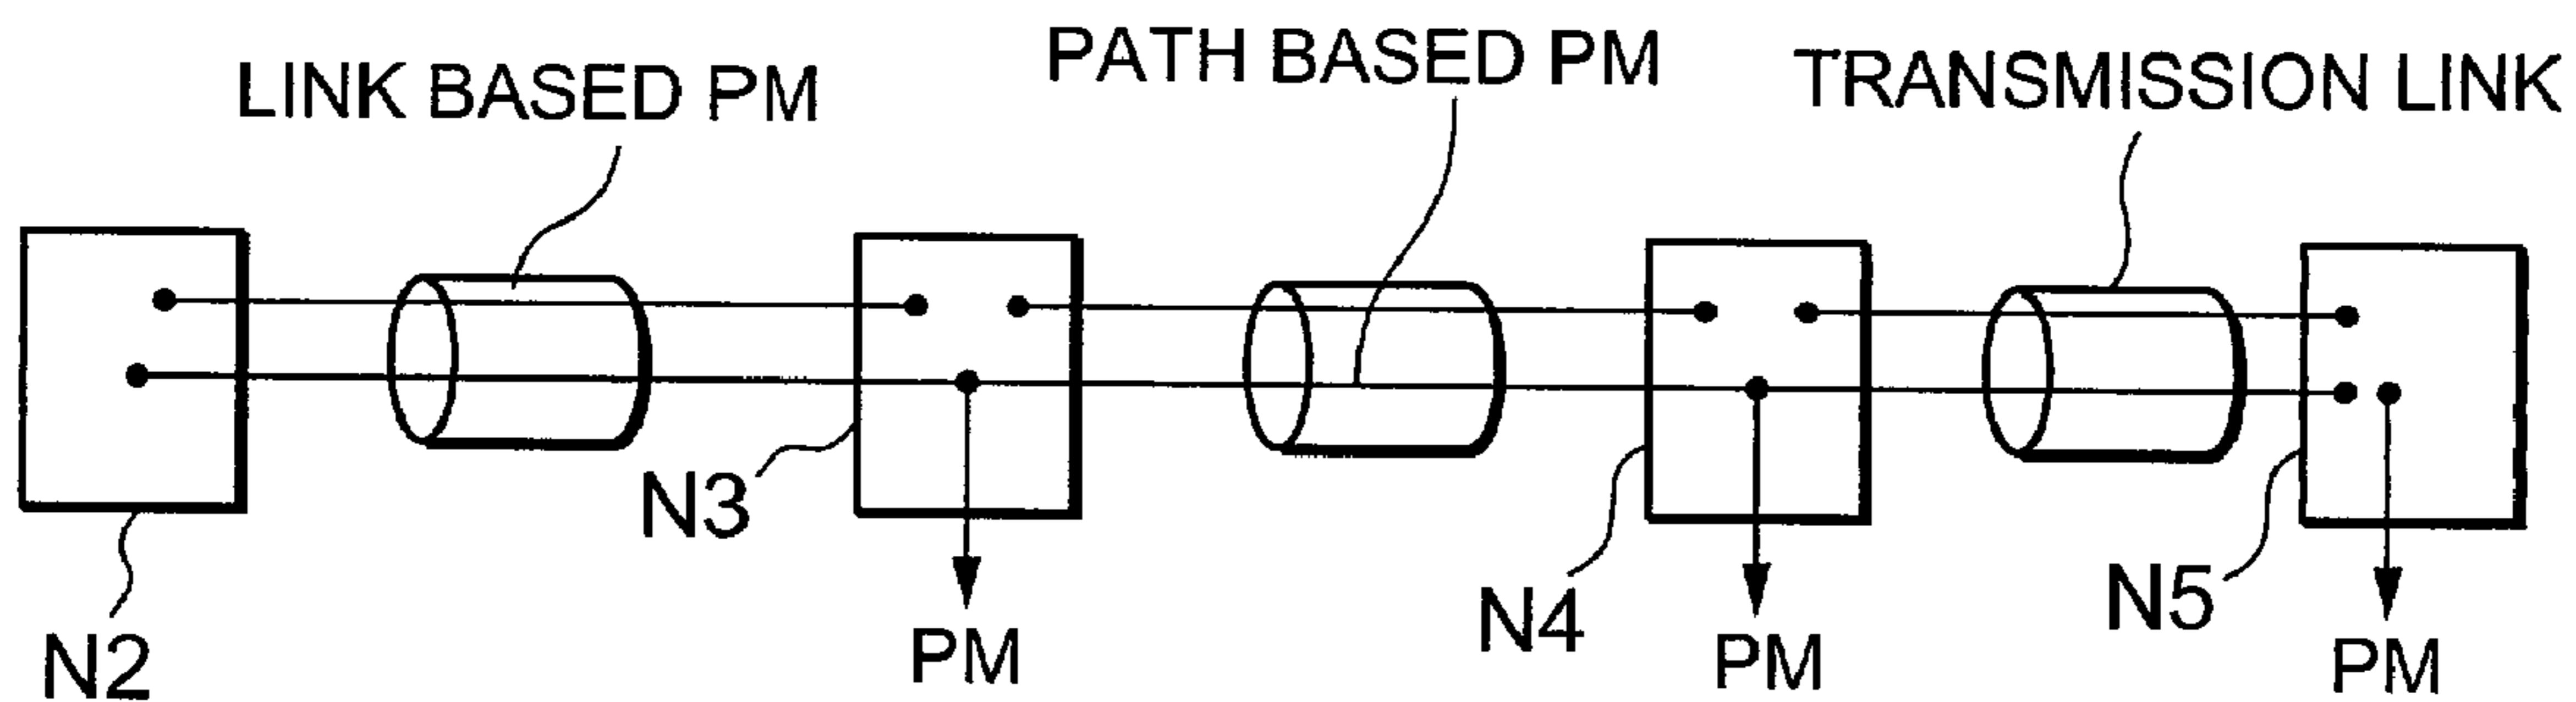 LINK BASED PM
PATH BASED PM
TRANSMISSION LINK
N2
N3
PM
N4
PM
N5
PM